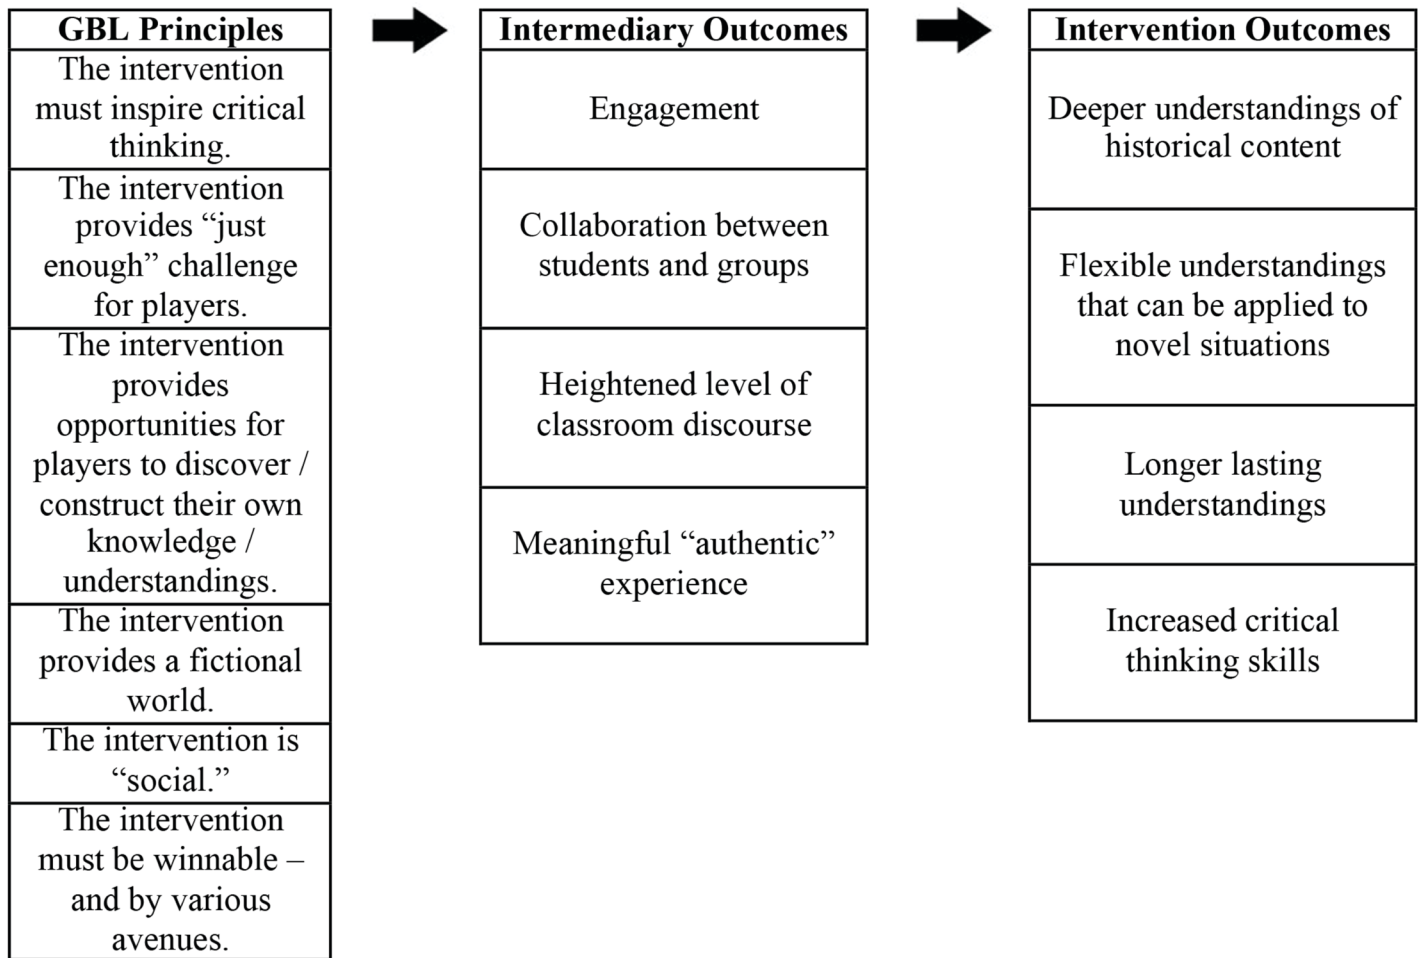 GBL Principles
The intervention
must inspire critical
thinking.
The intervention
provides “just
enough” challenge
for players.
The intervention
provides
opportunities for
players to discover /
construct their own
knowledge /
understandings.
The intervention
provides a fictional
world.
The intervention is
“social.”
The intervention
must be winnable –
and by various
avenues.
Intermediary Outcomes
Engagement
Collaboration between
students and groups
Heightened level of
classroom discourse
Meaningful “authentic”
experience
Intervention Outcomes
Deeper understandings of
historical content
Flexible understandings
that can be applied to
novel situations
Longer lasting
understandings
Increased critical
thinking skills